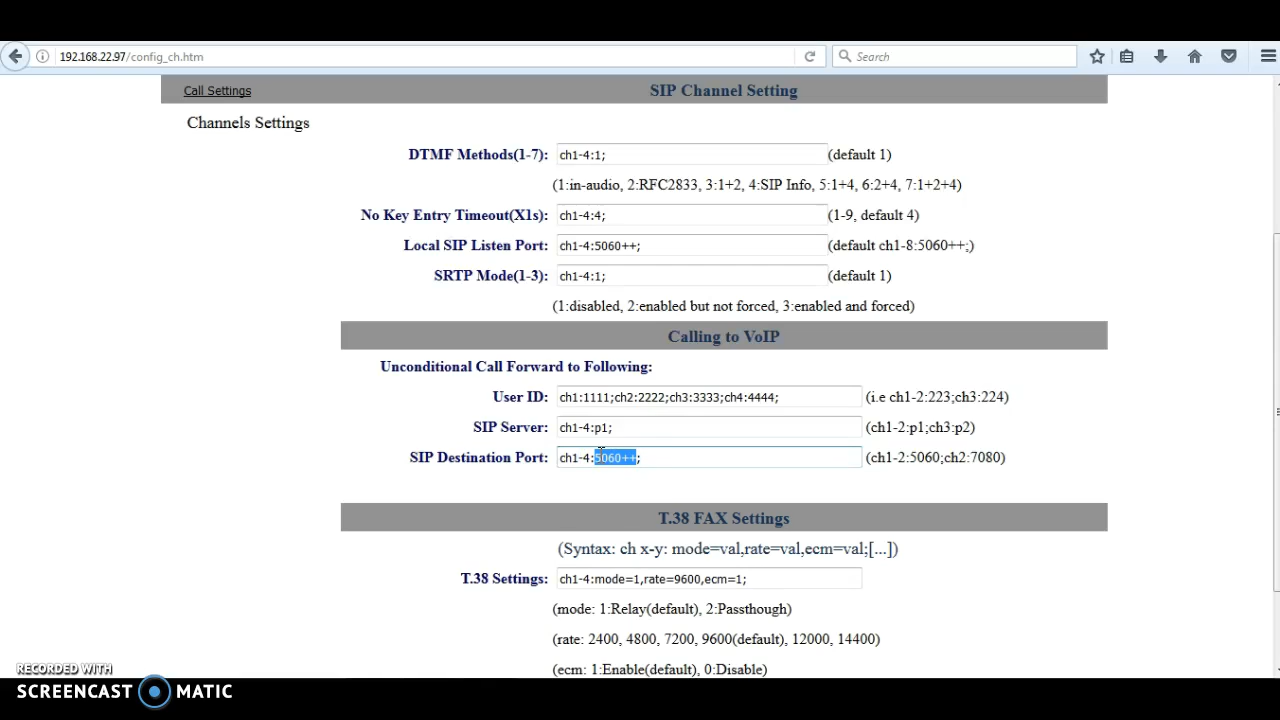 192.168.22.97/config_ch.htm Search
Call Settings SIP Channel Setting
Channels Settings
DTMF Methods(1-7): ch1-4:1; (default 1)
(1:in-audio, 2:RFC2833, 3:1+2, 4:SIP Info, 5:1+4, 6:2+4, 7:1+2+4)
No Key Entry Timeout(X1s): ch1-4:4; (1-9, default 4)
Local SIP Listen Port: ch1-4:5060++; (default ch1-8:5060++;)
SRTP Mode(1-3): ch1-4:1; (default 1)
(1:disabled, 2:enabled but not forced, 3:enabled and forced)
Calling to VoIP
Unconditional Call Forward to Following:
User ID: ch1:1111;ch2:2222;ch3:3333;ch4:4444; (i.e ch1-2:223;ch3:224)
SIP Server: ch1-4:p1; (ch1-2:p1;ch3:p2)
SIP Destination Port: ch1-4:5060++; (ch1-2:5060;ch2:7080)
T.38 FAX Settings
(Syntax: ch x-y: mode=val,rate=val,ecm=val;[...])
T.38 Settings: ch1-4:mode=1,rate=9600,ecm=1;
(mode: 1:Relay(default), 2:Passthough)
(rate: 2400, 4800, 7200, 9600(default), 12000, 14400)
(ecm: 1:Enable(default), 0:Disable)
RECORDED WITH
SCREENCAST MATIC